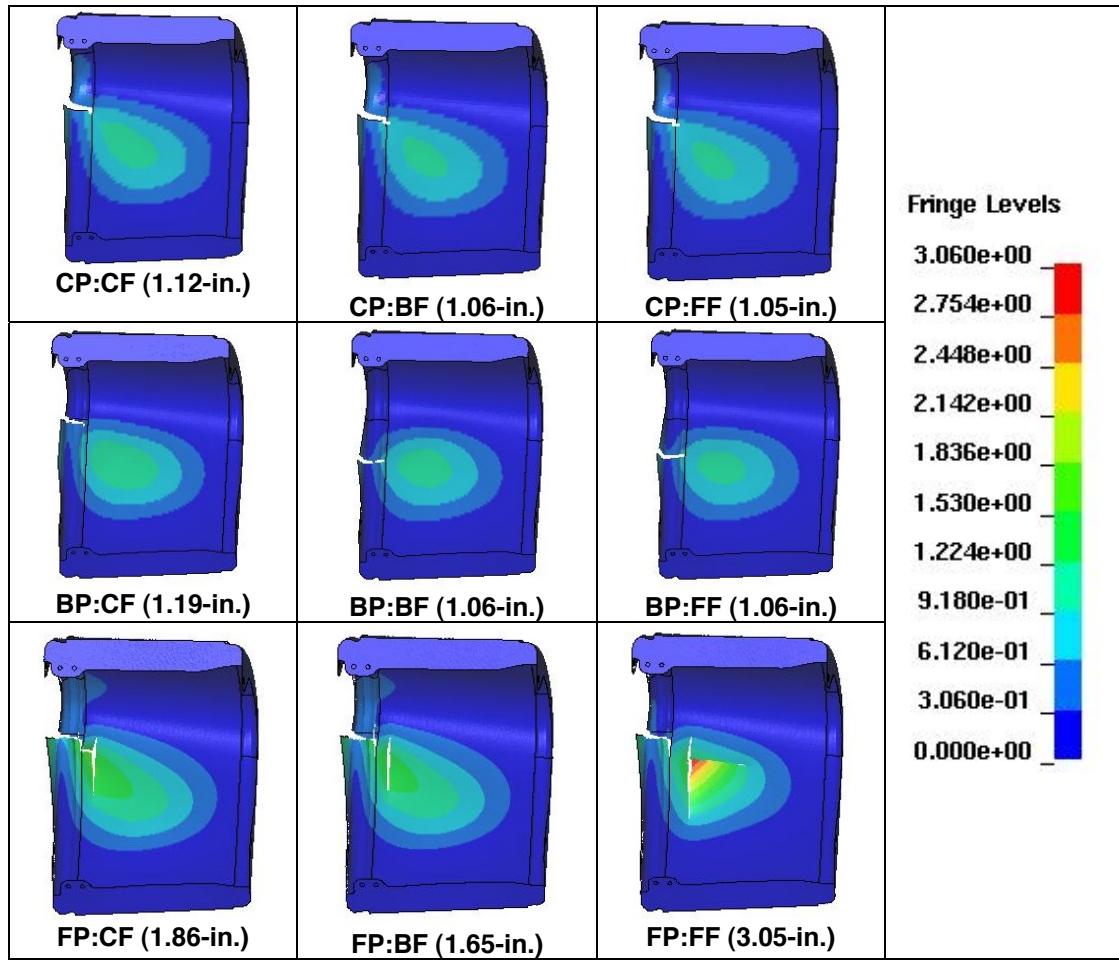 CP:CF (1.12-in.)
CP:BF (1.06-in.)
CP:FF (1.05-in.)
BP:CF (1.19-in.)
BP:BF (1.06-in.)
BP:FF (1.06-in.)
FP:CF (1.86-in.)
FP:BF (1.65-in.)
FP:FF (3.05-in.)
Fringe Levels
3.060e+00
2.754e+00
2.448e+00
2.142e+00
1.836e+00
1.530e+00
1.224e+00
9.180e-01
6.120e-01
3.060e-01
0.000e+00